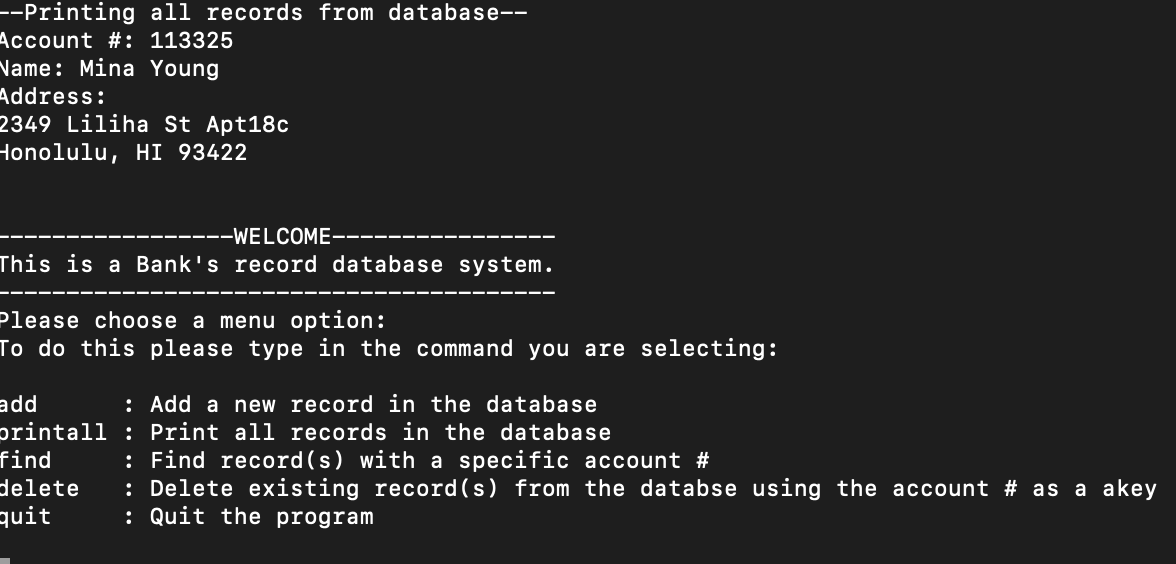 --Printing all records from database--
Account #: 113325
Name: Mina Young
Address:
2349 Liliha St Apt18c
Honolulu, HI 93422
-----------------WELCOME----------------
This is a Bank's record database system.
----------------------------------------
Please choose a menu option:
To do this please type in the command you are selecting:
add      : Add a new record in the database
printall : Print all records in the database
find     : Find record(s) with a specific account #
delete   : Delete existing record(s) from the databse using the account # as a akey
quit     : Quit the program